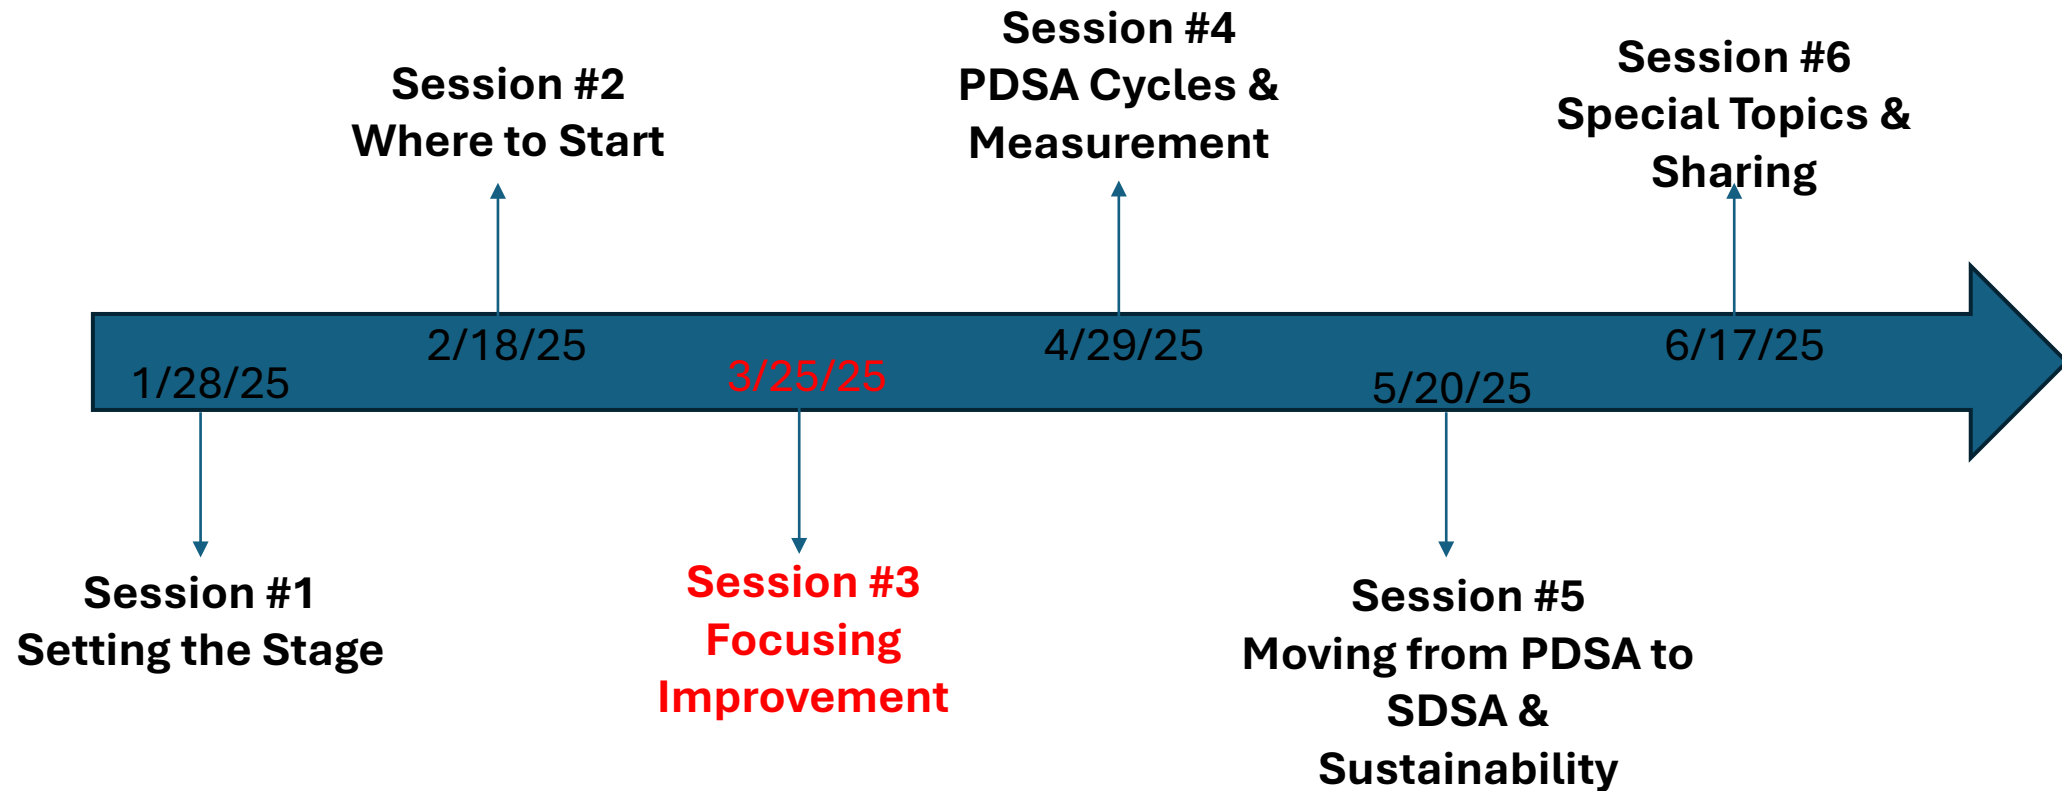 Session #4
PDSA Cycles &
Measurement
Session #6
Special Topics &
Sharing
Session #2
Where to Start
1/28/25
2/18/25
3/25/25
4/29/25
5/20/25
6/17/25
Session #1
Setting the Stage
Session #3
Focusing
Improvement
Session #5
Moving from PDSA to
SDSA &
Sustainability